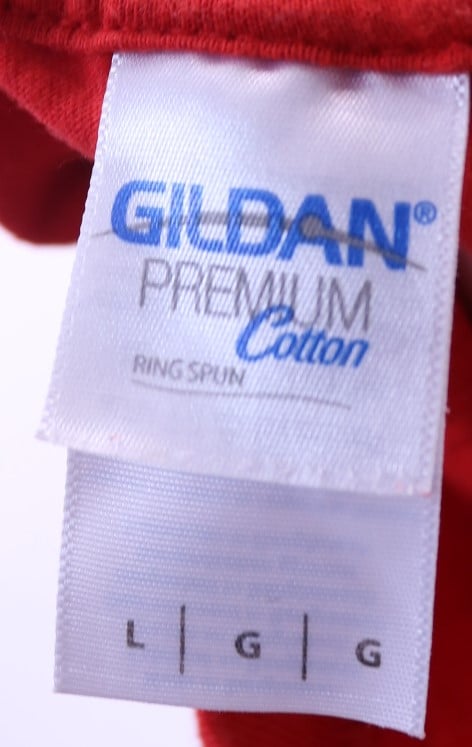 GILDAN®
PREMIUM
Cotton
RING SPUN
L | G | G